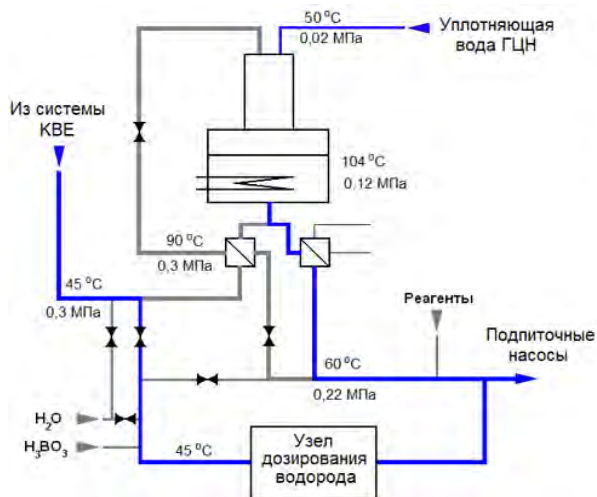 50 °C
0,02 МПа
Уплотняющая
вода ГЦН
Из системы
КВЕ
104 °C
0,12 МПа
90 °C
0,3 МПа
45 °C
0,3 МПа
Реагенты
Подпиточные
насосы
60 °C
0,22 МПа
H₂O
H₃BO₃
45 °C
Узел
дозирования
водорода